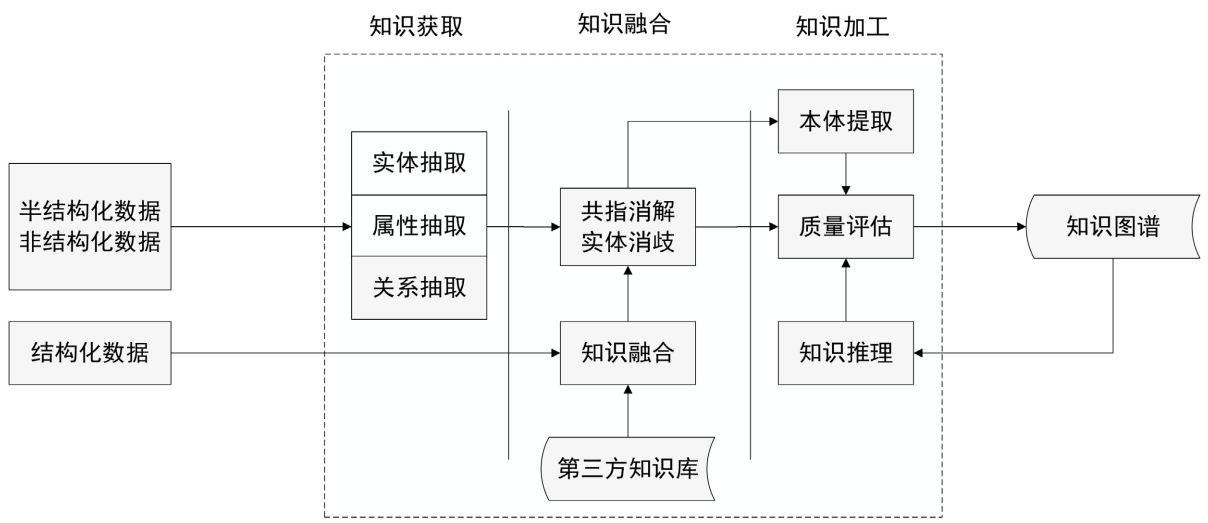 知识获取
知识融合
知识加工
本体提取
实体抽取
半结构化数据
非结构化数据
属性抽取
共指消解
实体消歧
质量评估
知识图谱
关系抽取
结构化数据
知识融合
知识推理
第三方知识库